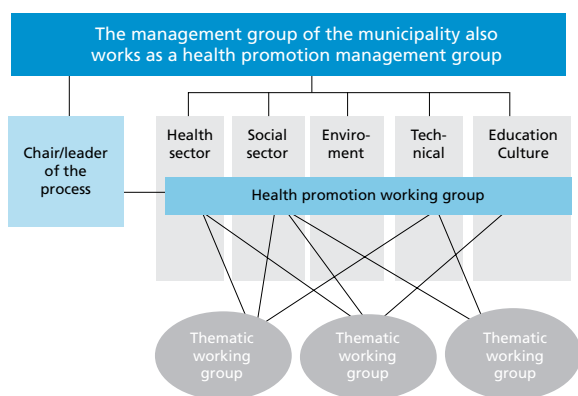 The management group of the municipality also
works as a health promotion management group
Chair/leader
of the
process
Health
sector
Social
sector
Enviro-
ment
Tech-
nical
Education
Culture
Health promotion working group
Thematic
working
group
Thematic
working
group
Thematic
working
group